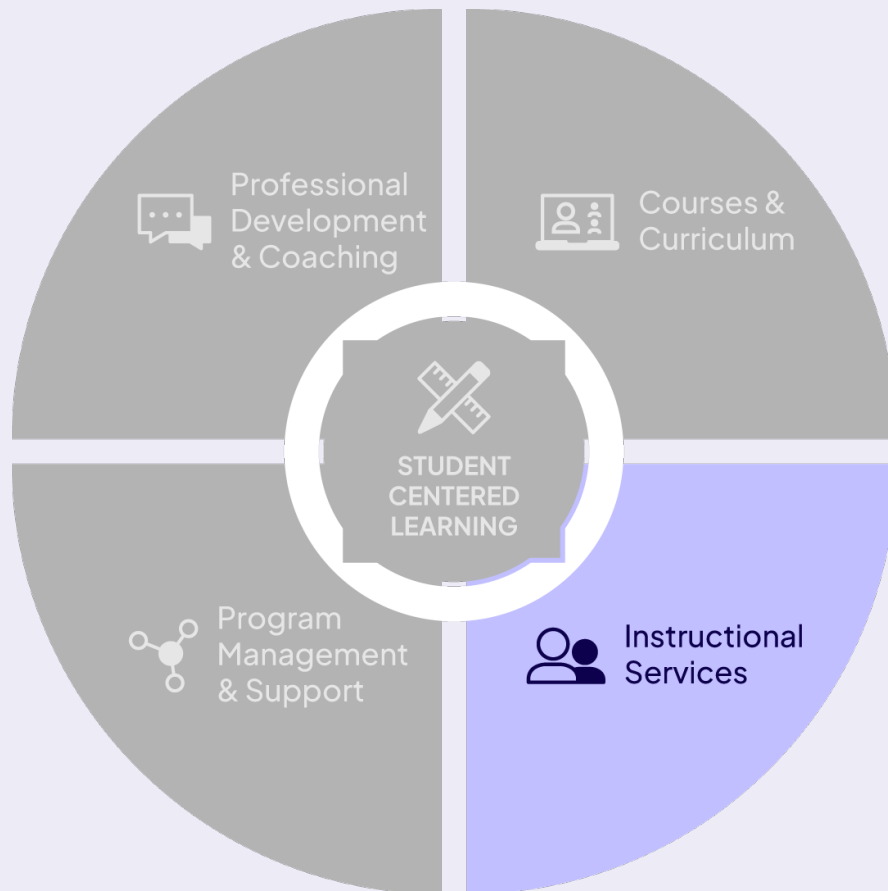 Professional
Development
& Coaching
Courses &
Curriculum
STUDENT
CENTERED
LEARNING
Program
Management
& Support
Instructional
Services